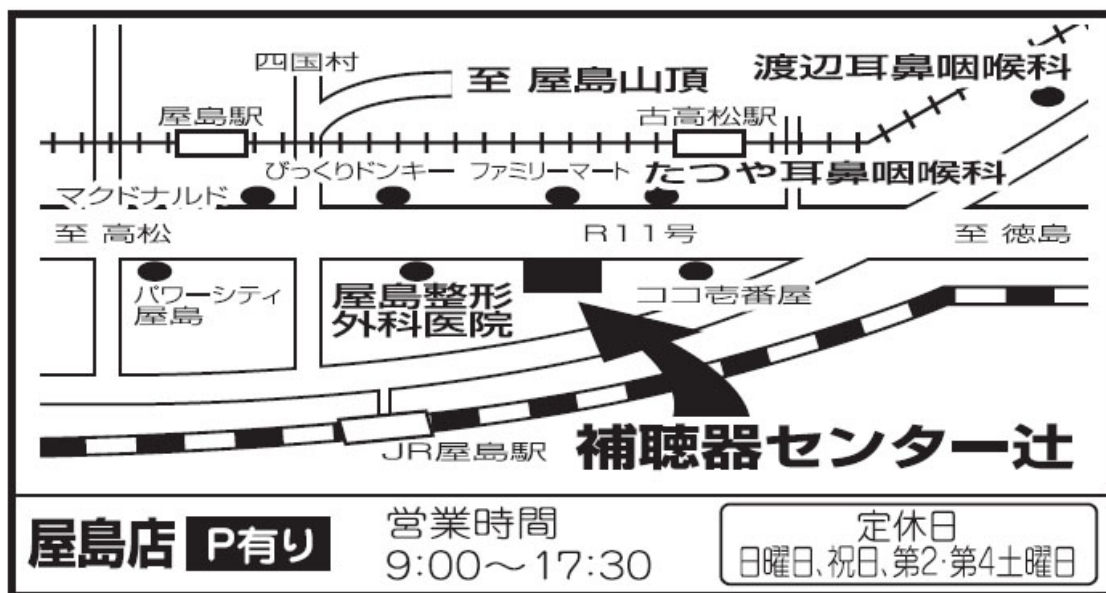 四国村
至 屋島山頂
渡辺耳鼻咽喉科
屋島駅
古高松駅
びっくりドンキー
ファミリーマート
たつや耳鼻咽喉科
マクドナルド
至 高松
R11号
至 徳島
パワーシティ
屋島
屋島整形
外科医院
ココ壱番屋
JR屋島駅
補聴器センター辻
屋島店
P有り
営業時間
9:00〜17:30
定休日
日曜日、祝日、第2・第4土曜日